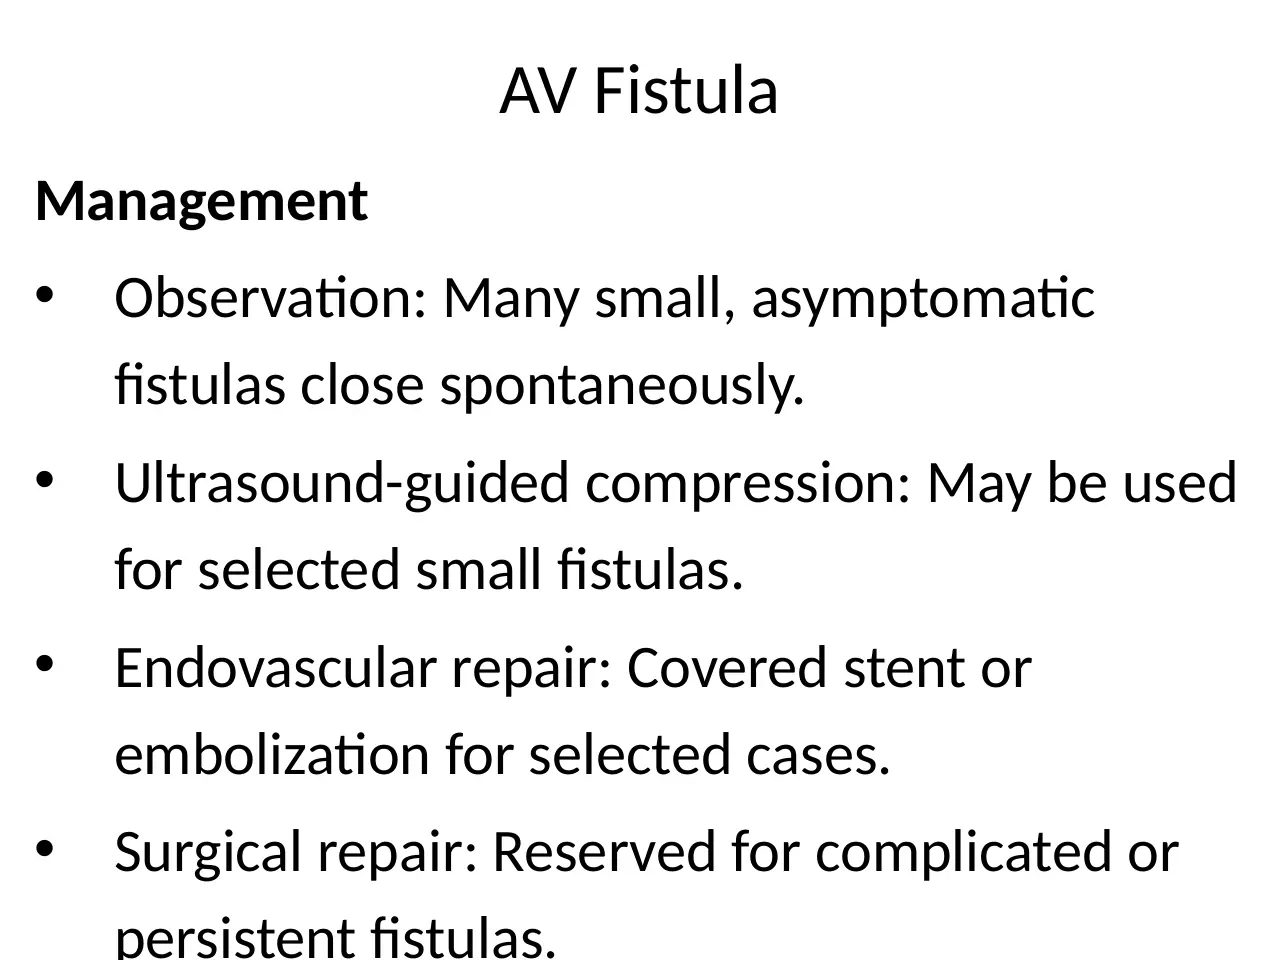 AV Fistula
Management
• Observation: Many small, asymptomatic
fistulas close spontaneously.
• Ultrasound-guided compression: May be used
for selected small fistulas.
• Endovascular repair: Covered stent or
embolization for selected cases.
• Surgical repair: Reserved for complicated or
persistent fistulas.